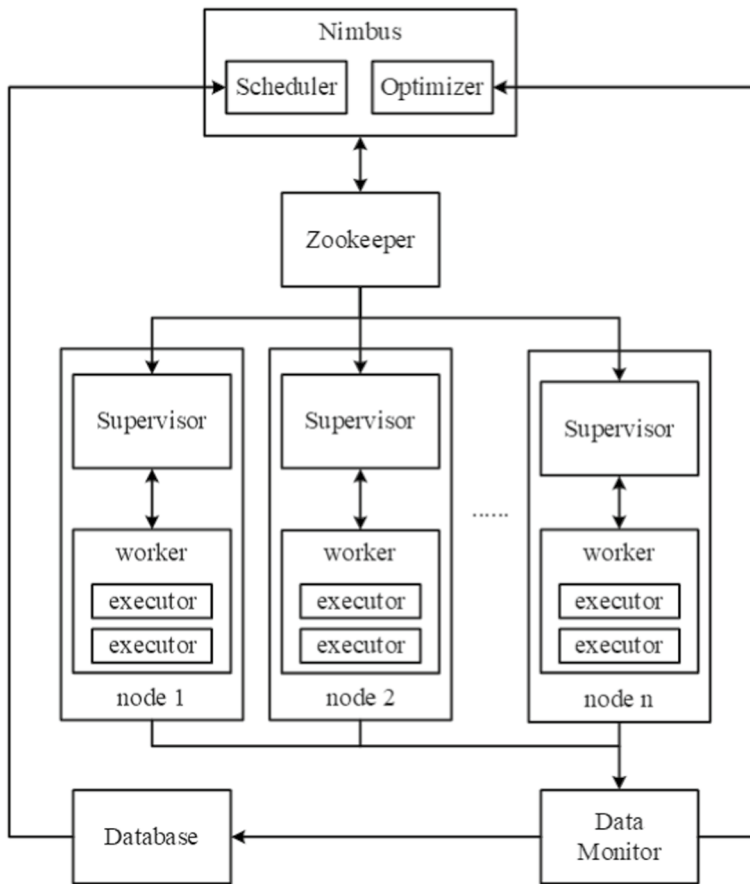 Nimbus
Scheduler
Optimizer
Zookeeper
Supervisor
Supervisor
Supervisor
......
worker
worker
worker
executor
executor
executor
executor
executor
executor
node 1
node 2
node n
Database
Data
Monitor